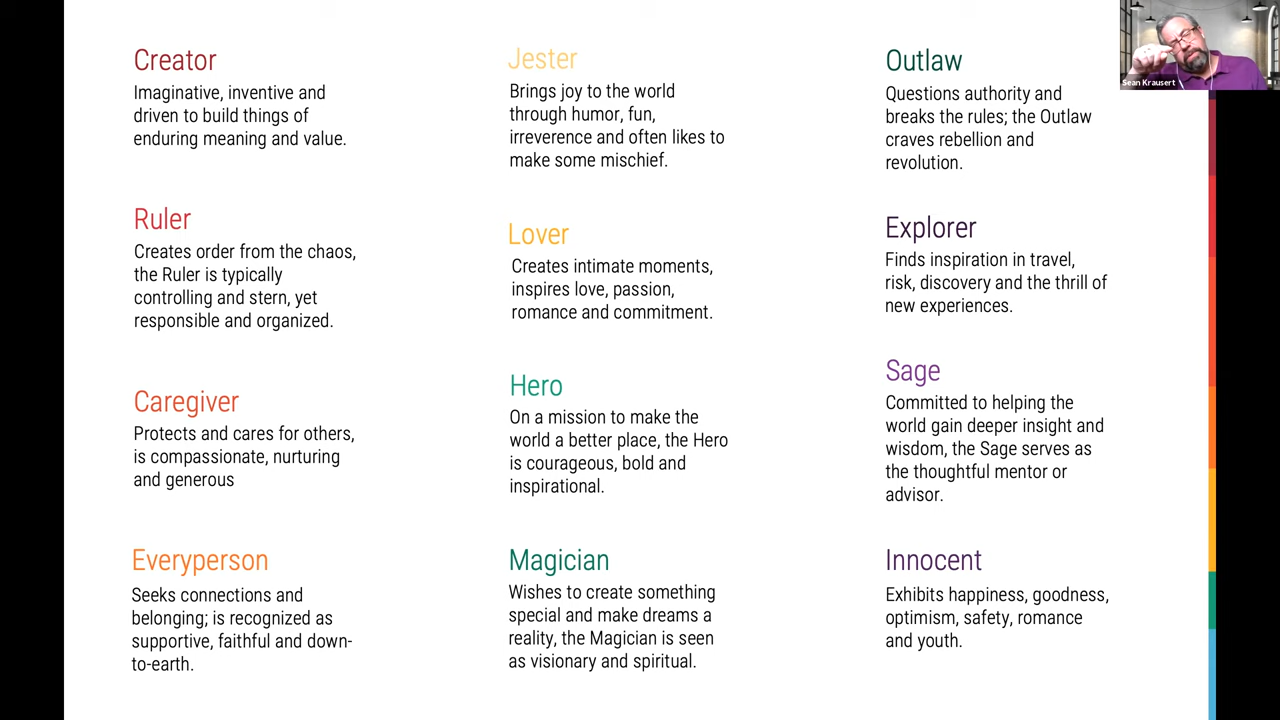 Creator
Imaginative, inventive and
driven to build things of
enduring meaning and value.
Ruler
Creates order from the chaos,
the Ruler is typically
controlling and stern, yet
responsible and organized.
Caregiver
Protects and cares for others,
is compassionate, nurturing
and generous
Everyperson
Seeks connections and
belonging; is recognized as
supportive, faithful and down-
to-earth.
Jester
Brings joy to the world
through humor, fun,
irreverence and often likes to
make some mischief.
Lover
Creates intimate moments,
inspires love, passion,
romance and commitment.
Hero
On a mission to make the
world a better place, the Hero
is courageous, bold and
inspirational.
Magician
Wishes to create something
special and make dreams a
reality, the Magician is seen
as visionary and spiritual.
Outlaw
Questions authority and
breaks the rules; the Outlaw
craves rebellion and
revolution.
Explorer
Finds inspiration in travel,
risk, discovery and the thrill of
new experiences.
Sage
Committed to helping the
world gain deeper insight and
wisdom, the Sage serves as
the thoughtful mentor or
advisor.
Innocent
Exhibits happiness, goodness,
optimism, safety, romance
and youth.
Sean Krausert